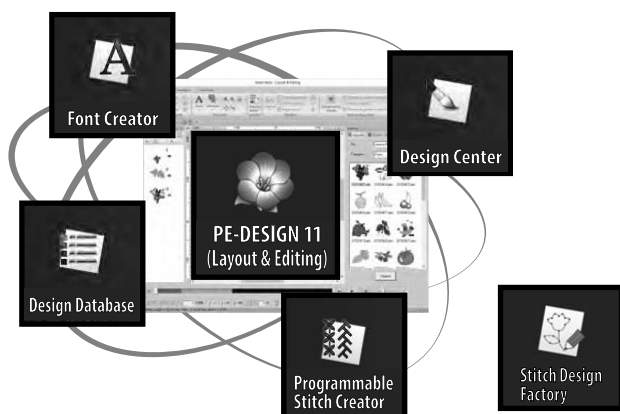 Font Creator
Design Center
PE-DESIGN 11
(Layout & Editing)
Design Database
Programmable
Stitch Creator
Stitch Design
Factory